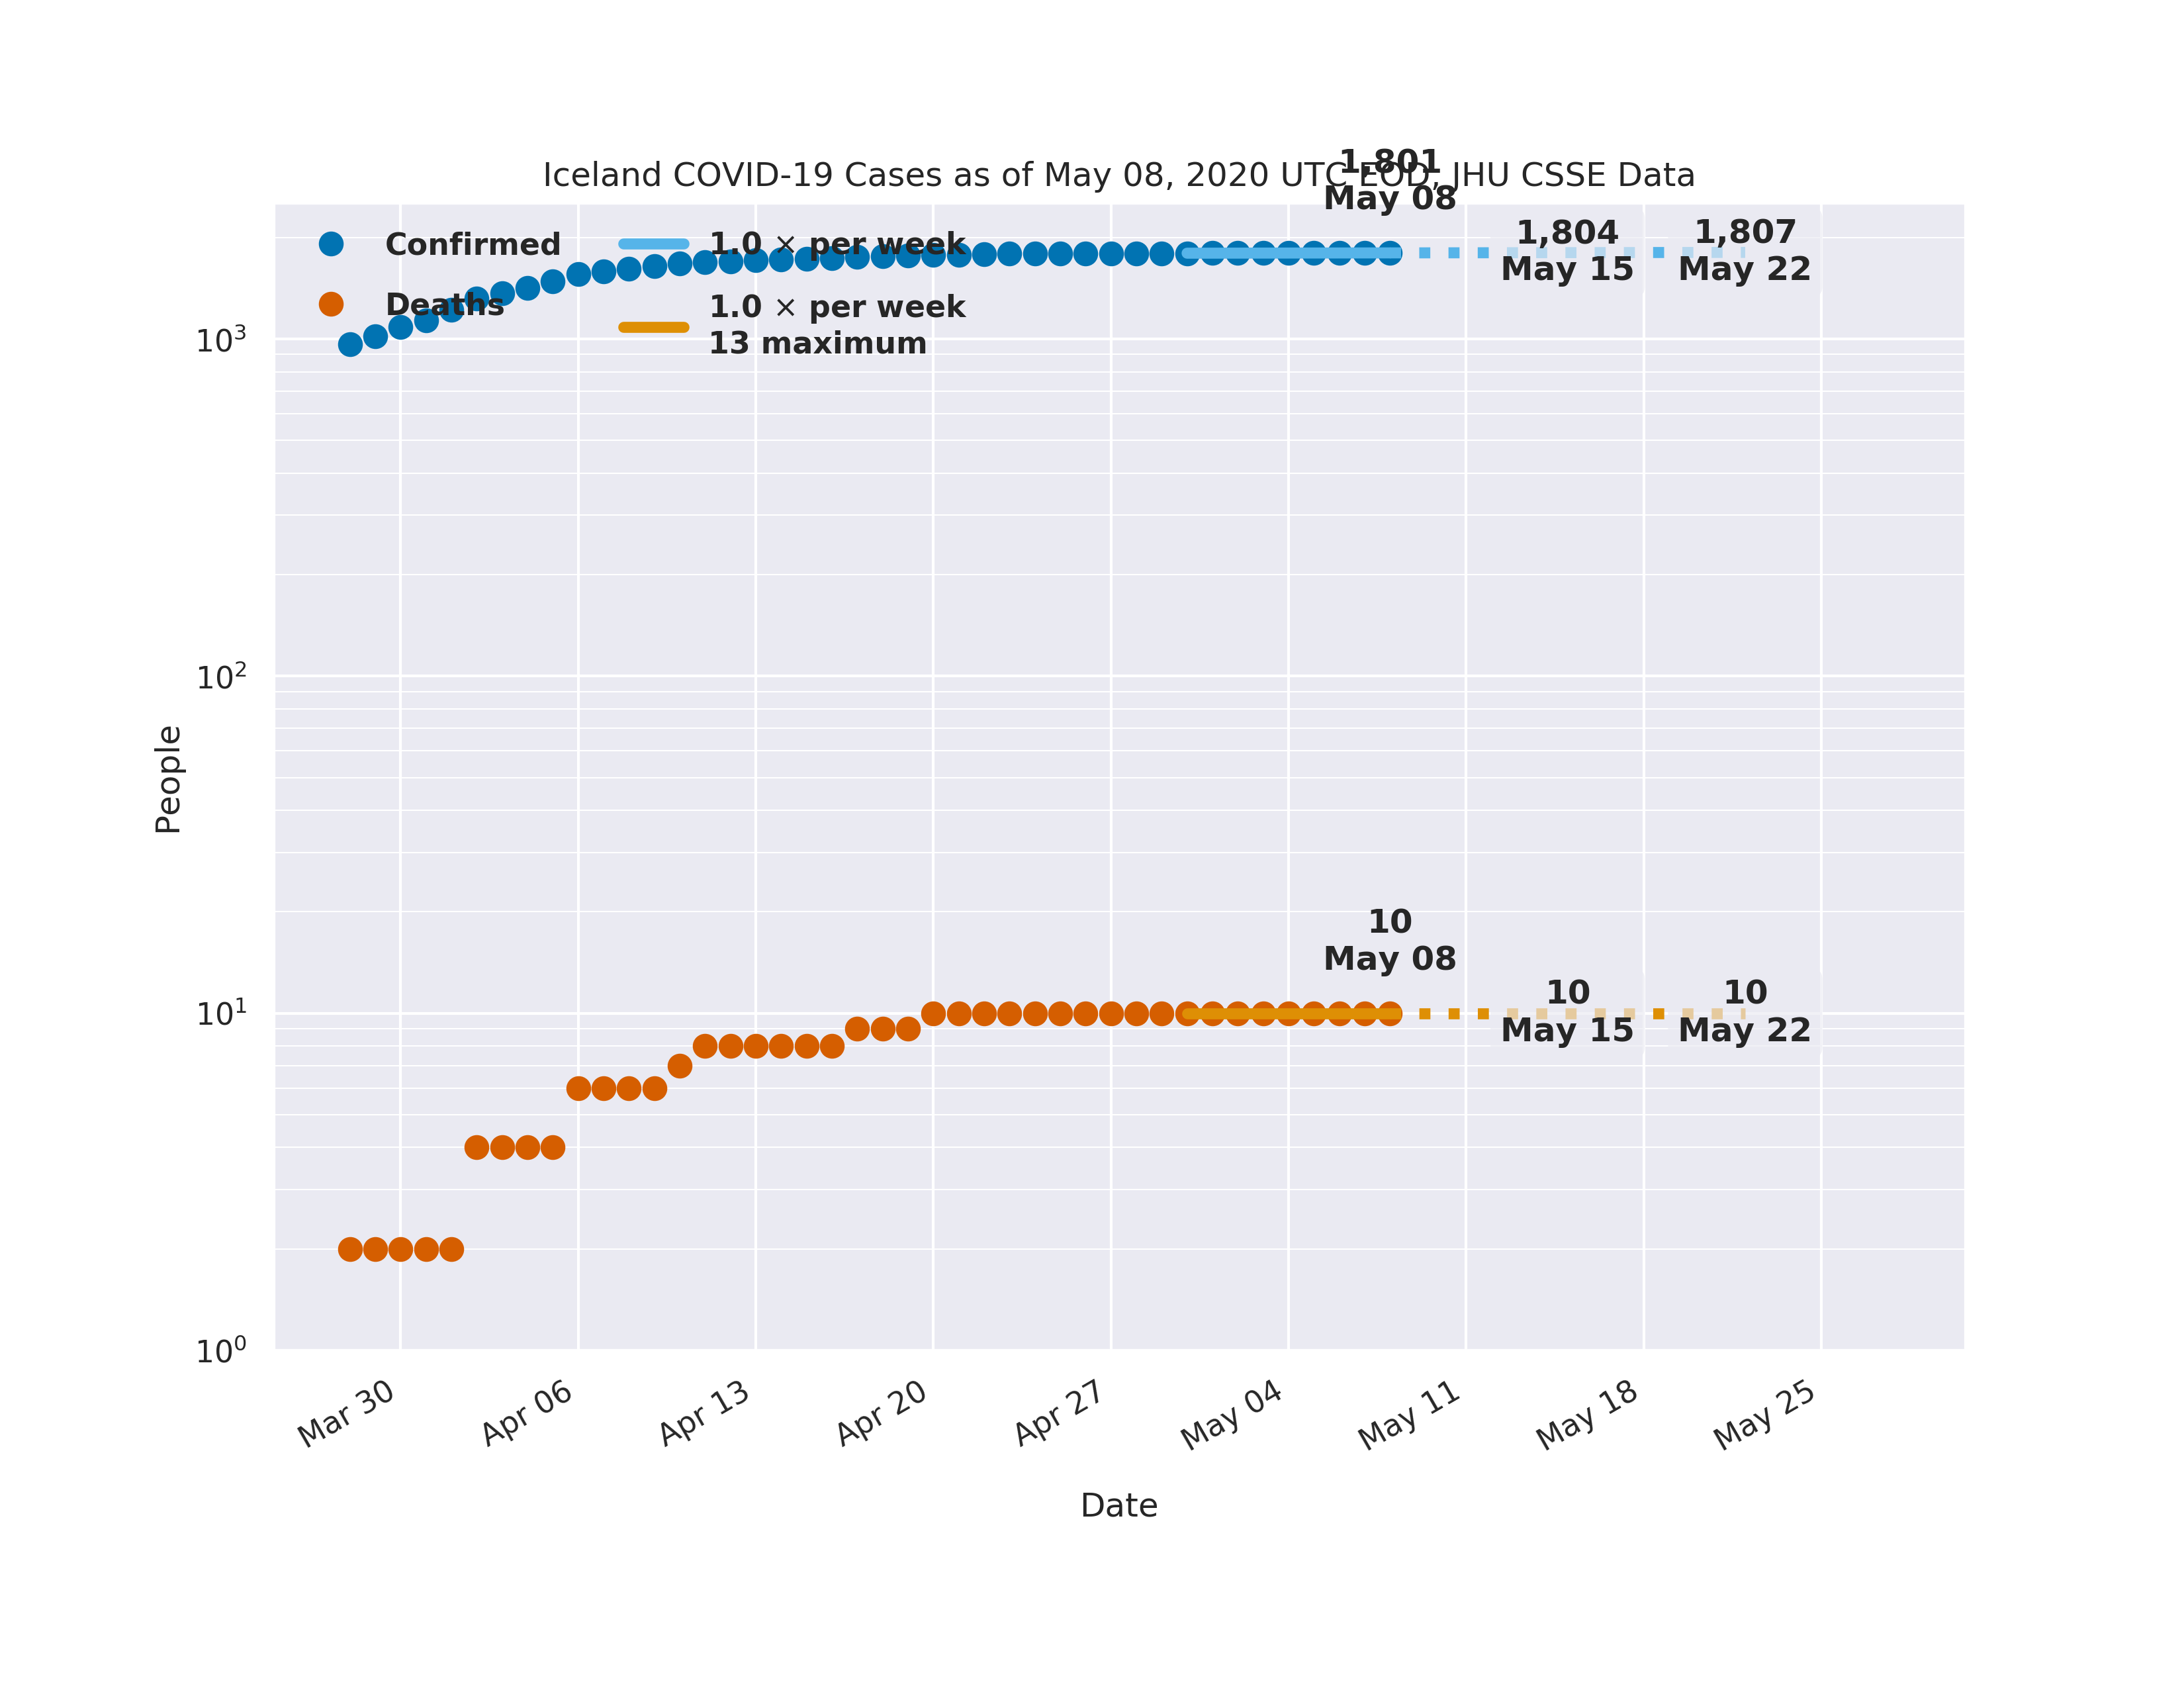 Iceland COVID-19 Cases as of May 08, 2020 UTC EOD, JHU CSSE Data
1,801
May 08
1,804
May 15
1,807
May 22
Confirmed
Deaths
1.0 × per week
1.0 × per week
13 maximum
10³
10²
10¹
10⁰
People
10
May 08
10
May 15
10
May 22
Mar 30
Apr 06
Apr 13
Apr 20
Apr 27
May 04
May 11
May 18
May 25
Date